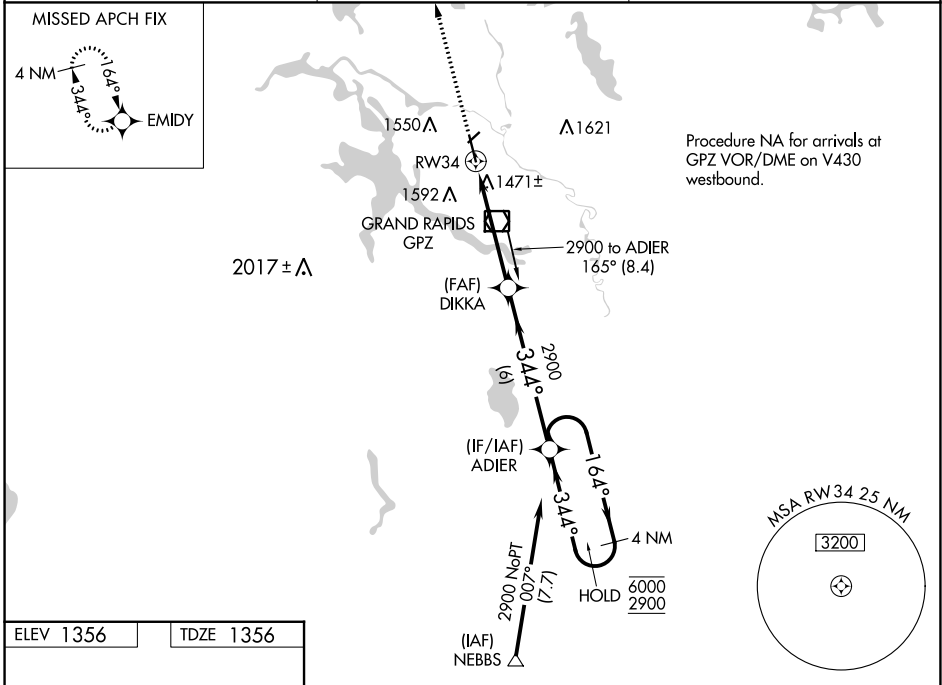 MISSED APCH FIX
4 NM
164°
344°
EMIDY
1550
1621
RW34
1471±
1592
GRAND RAPIDS
GPZ
Procedure NA for arrivals at
GPZ VOR/DME on V430
westbound.
2900 to ADIER
165° (8.4)
2017±
(FAF)
DIKKA
2900
344°
(6)
(IF/IAF)
ADIER
164°
344°
4 NM
HOLD
6000
2900
2900 NoPT
007°
(7.7)
(IAF)
NEBBS
MSA RW34 25 NM
3200
ELEV 1356
TDZE 1356